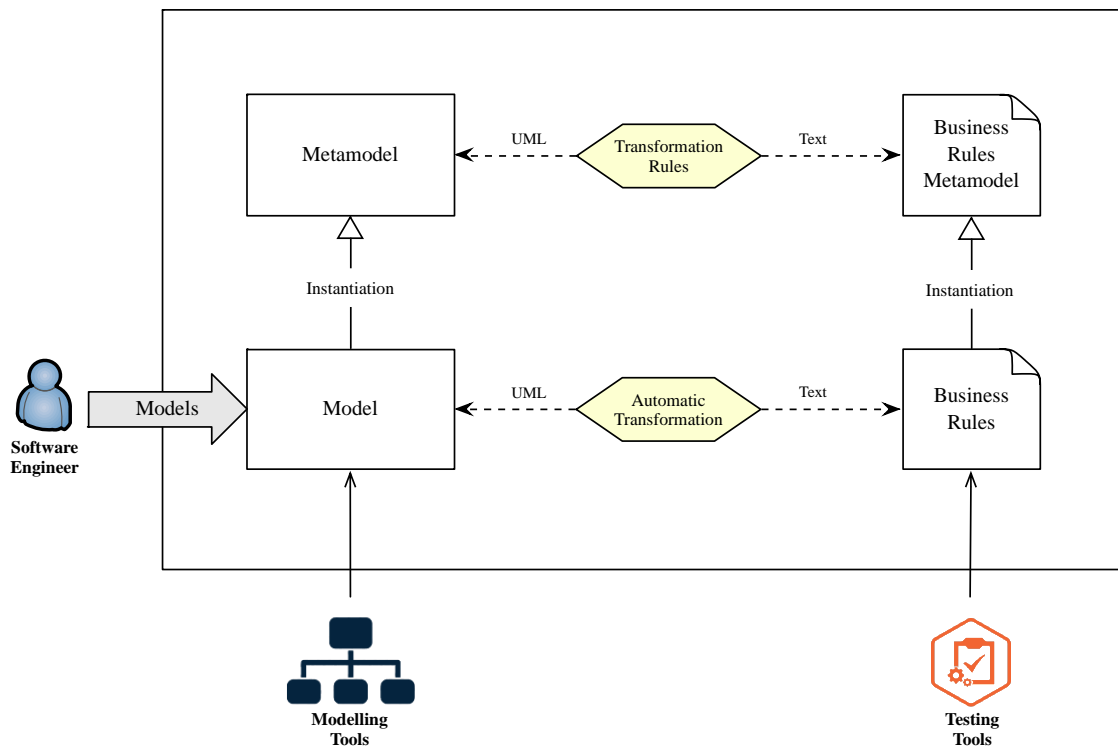 Metamodel
UML
Transformation
Rules
Text
Business
Rules
Metamodel
Instantiation
Instantiation
Models
Model
UML
Automatic
Transformation
Text
Business
Rules
Software
Engineer
Modelling
Tools
Testing
Tools